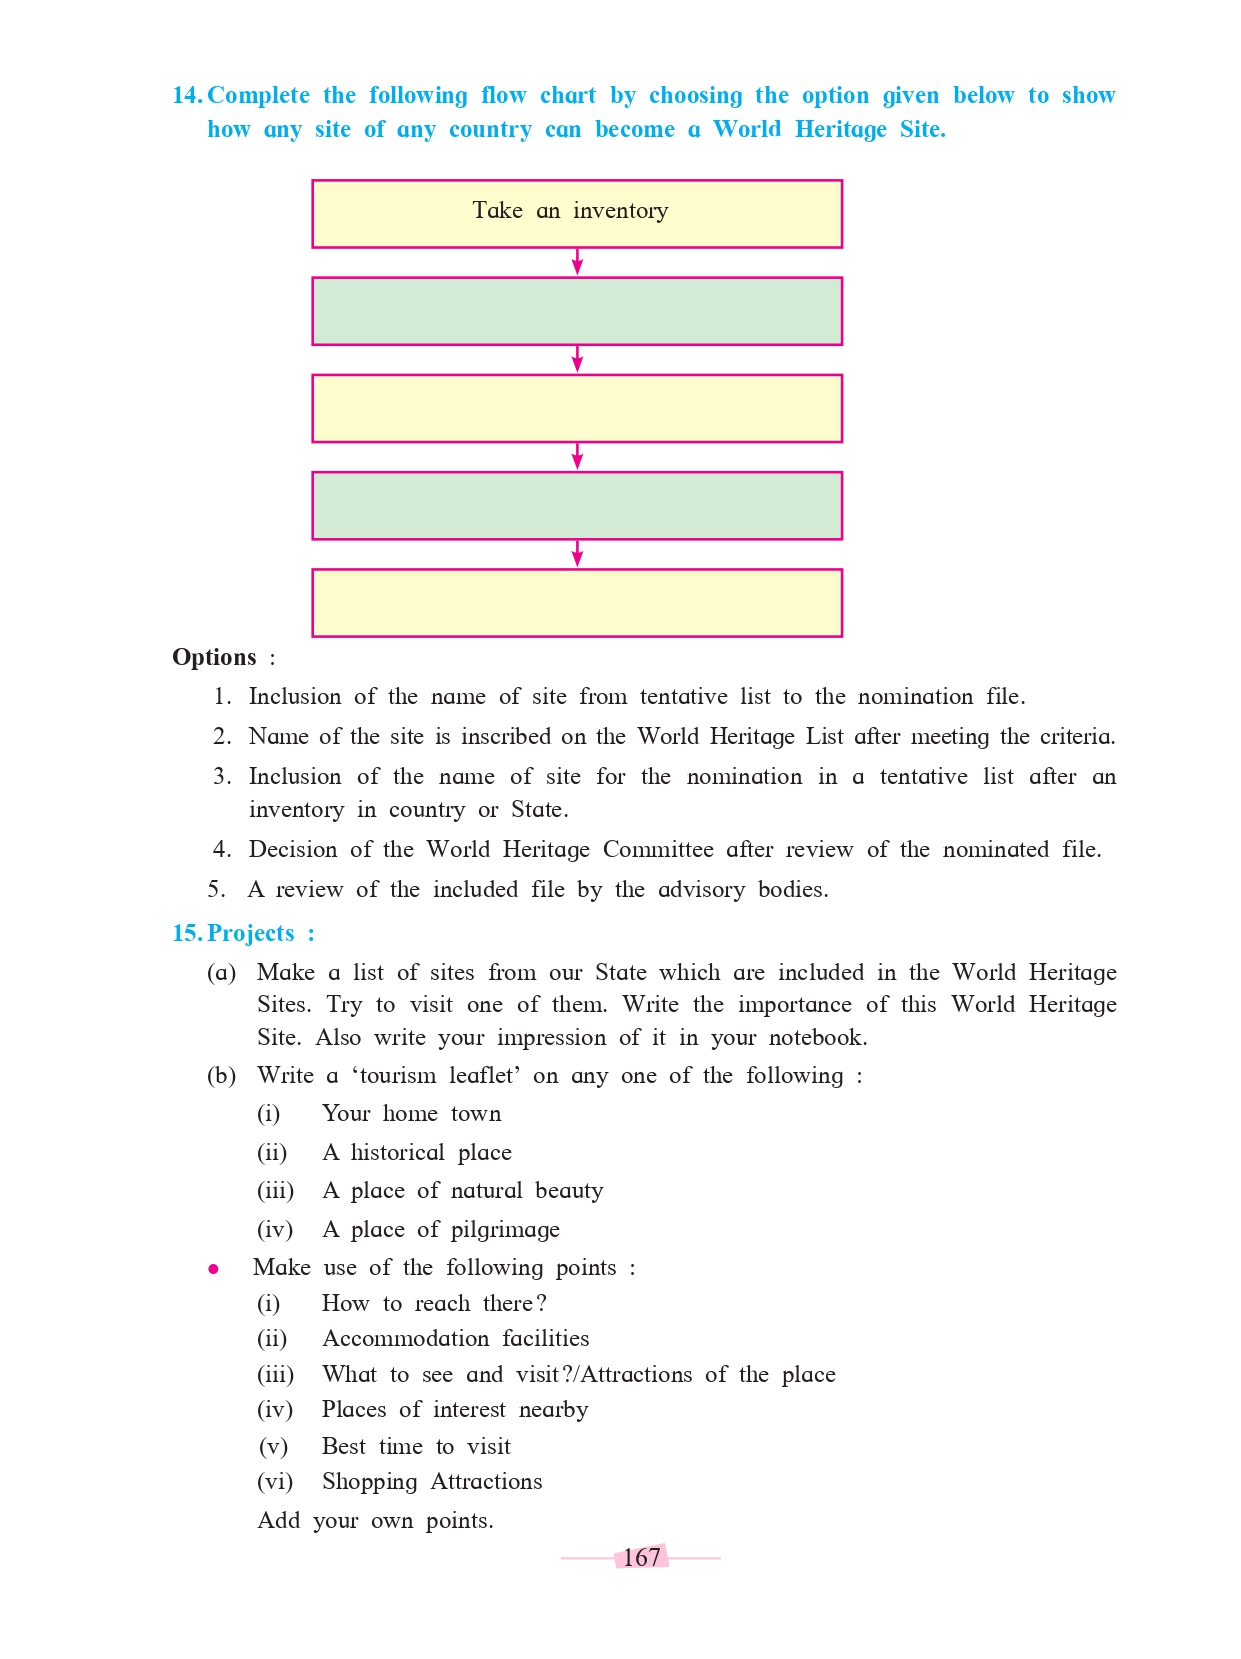 14. Complete the following flow chart by choosing the option given below to show
how any site of any country can become a World Heritage Site.
Take an inventory
Options :
1. Inclusion of the name of site from tentative list to the nomination file.
2. Name of the site is inscribed on the World Heritage List after meeting the criteria.
3. Inclusion of the name of site for the nomination in a tentative list after an
inventory in country or State.
4. Decision of the World Heritage Committee after review of the nominated file.
5. A review of the included file by the advisory bodies.
15. Projects :
(a) Make a list of sites from our State which are included in the World Heritage
Sites. Try to visit one of them. Write the importance of this World Heritage
Site. Also write your impression of it in your notebook.
(b) Write a ‘tourism leaflet’ on any one of the following :
(i) Your home town
(ii) A historical place
(iii) A place of natural beauty
(iv) A place of pilgrimage
● Make use of the following points :
(i) How to reach there?
(ii) Accommodation facilities
(iii) What to see and visit?/Attractions of the place
(iv) Places of interest nearby
(v) Best time to visit
(vi) Shopping Attractions
Add your own points.
167